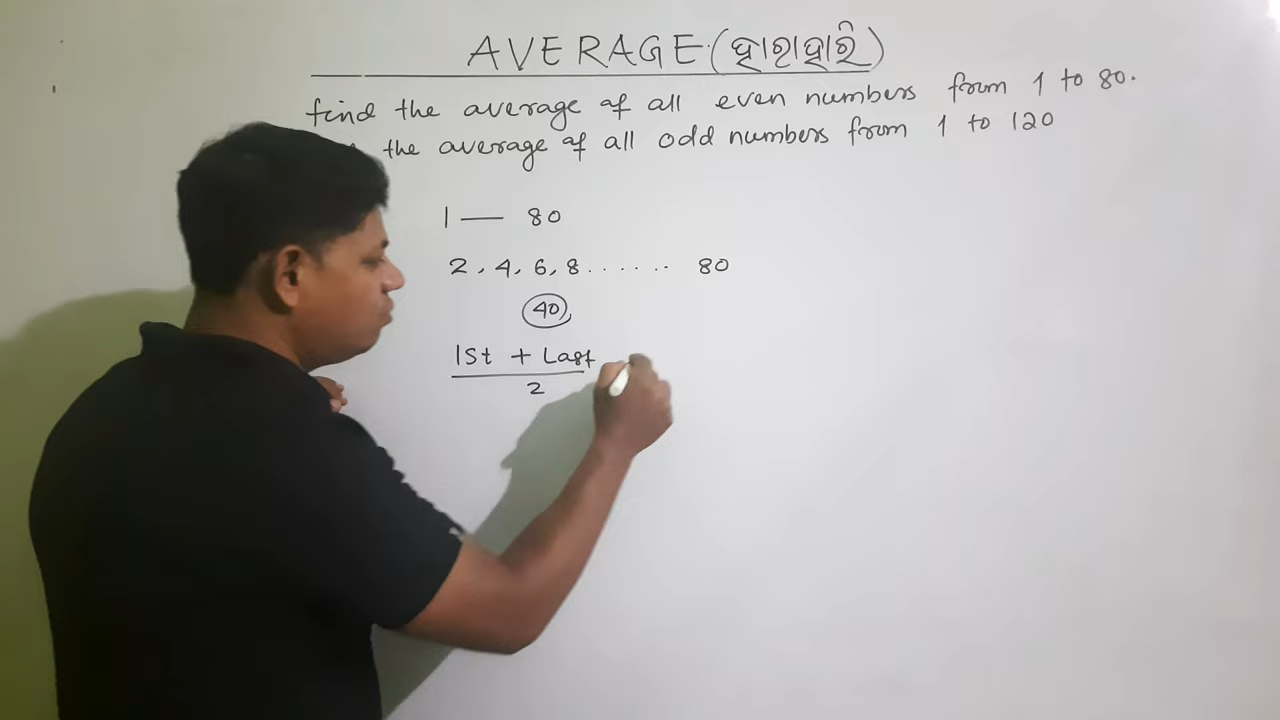 AVERAGE (ହାରାହାରି)
find the average of all even numbers from 1 to 80.
the average of all odd numbers from 1 to 120
1 — 80
2, 4, 6, 8 . . . . . . 80
40
1St + Last
2